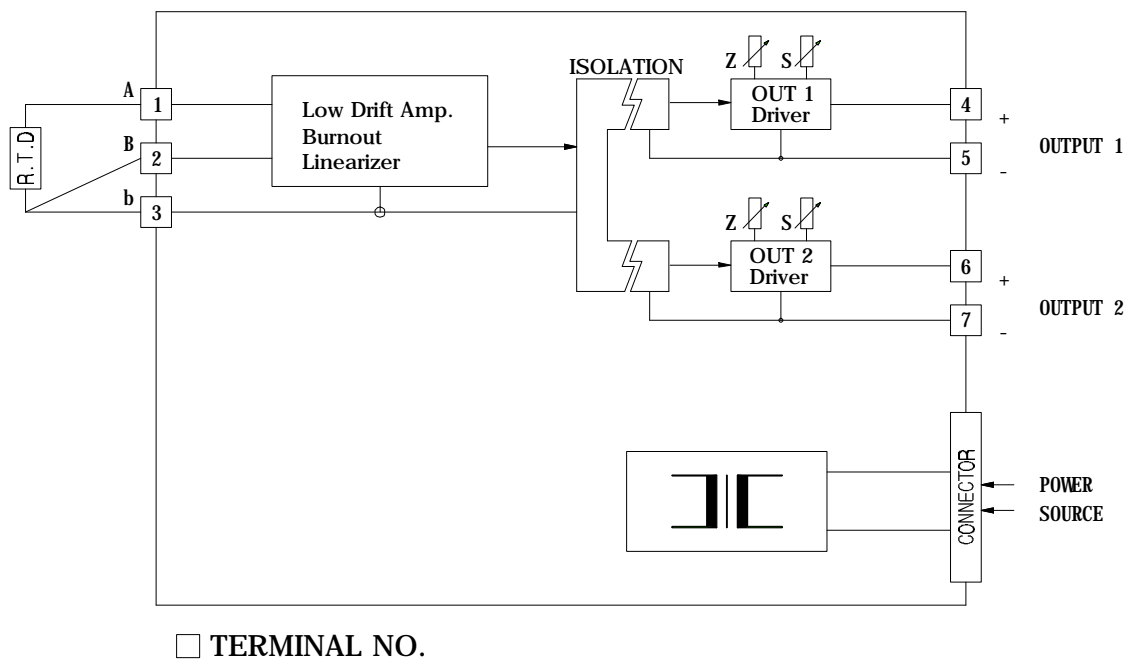 ISOLATION
Z
S
A
1
Low Drift Amp.
Burnout
Linearizer
OUT 1
Driver
4
+
OUTPUT 1
R.T.D
B
2
5
-
b
3
Z
S
OUT 2
Driver
6
+
OUTPUT 2
7
-
CONNECTOR
POWER
SOURCE
TERMINAL NO.